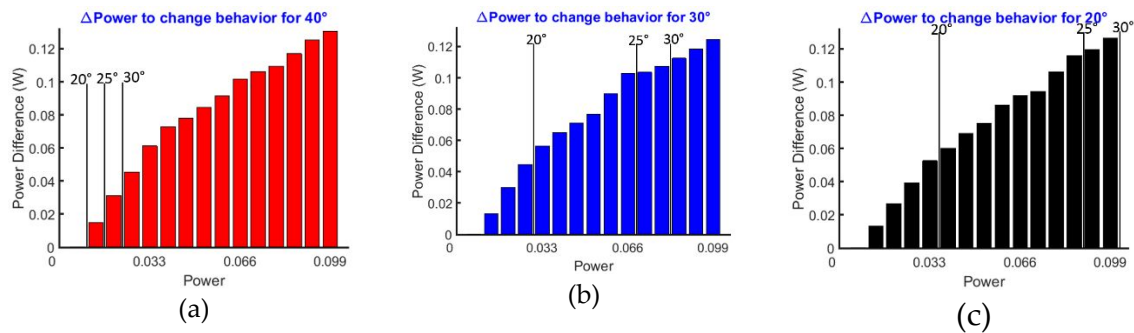 △Power to change behavior for 40°
20° 25° 30°
Power Difference (W)
0.12
0.1
0.08
0.06
0.04
0.02
0
0 0.033 0.066 0.099
Power
(a)
△Power to change behavior for 30°
20° 25° 30°
Power Difference (W)
0.12
0.1
0.08
0.06
0.04
0.02
0
0 0.033 0.066 0.099
Power
(b)
△Power to change behavior for 20°
20° 25° 30°
Power Difference (W)
0.12
0.1
0.08
0.06
0.04
0.02
0
0 0.033 0.066 0.099
Power
(c)